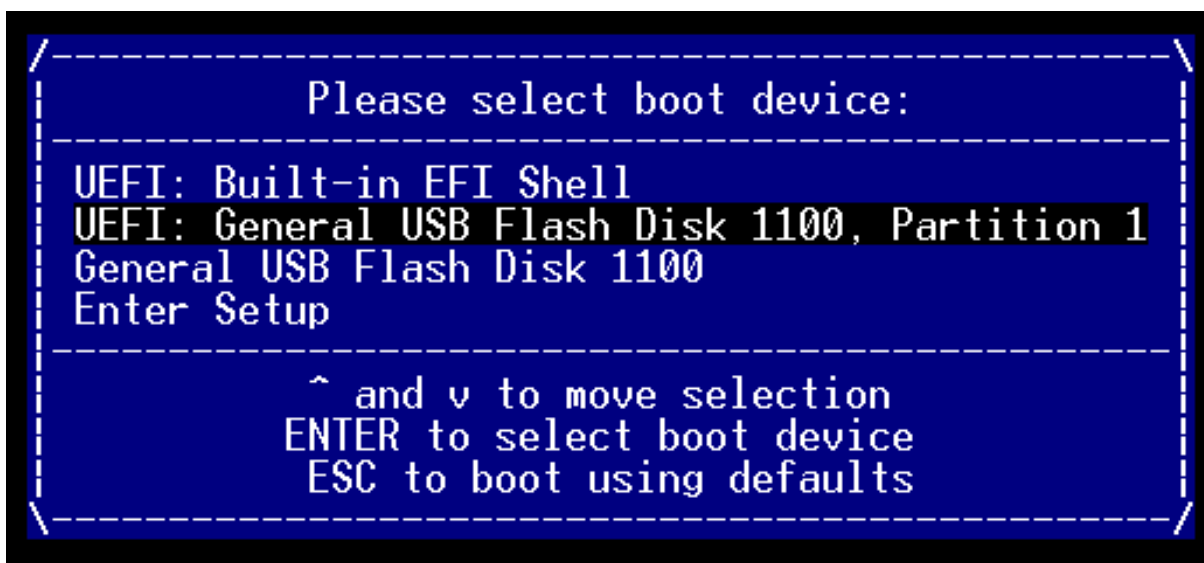 Please select boot device:
UEFI: Built-in EFI Shell
UEFI: General USB Flash Disk 1100, Partition 1
General USB Flash Disk 1100
Enter Setup
^ and v to move selection
ENTER to select boot device
ESC to boot using defaults